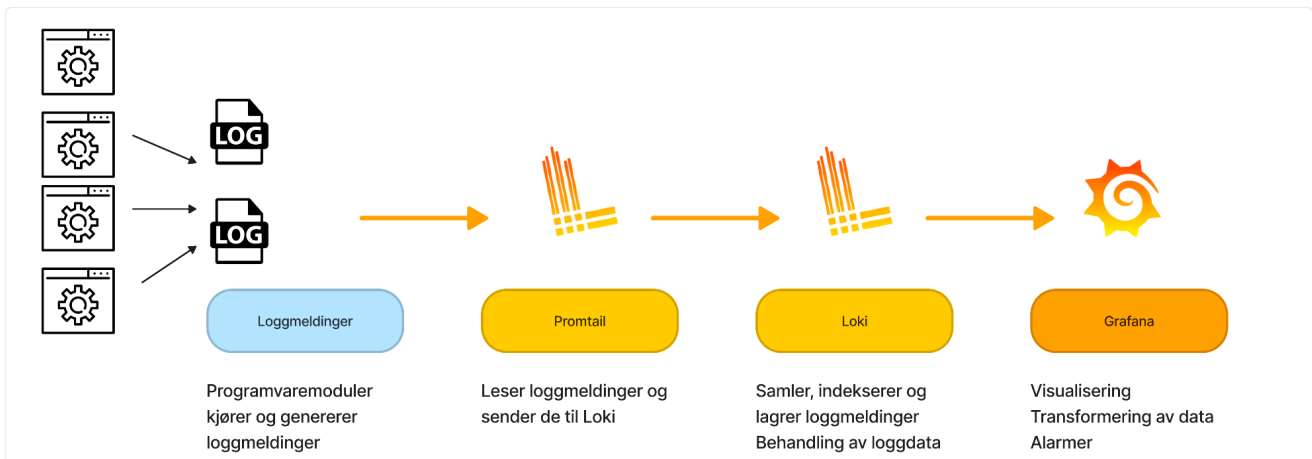 LOG
LOG
Loggmeldinger
Promtail
Loki
Grafana
Programvaremoduler
kjører og genererer
loggmeldinger
Leser loggmeldinger og
sender de til Loki
Samler, indekserer og
lagrer loggmeldinger
Behandling av loggdata
Visualisering
Transformering av data
Alarmer